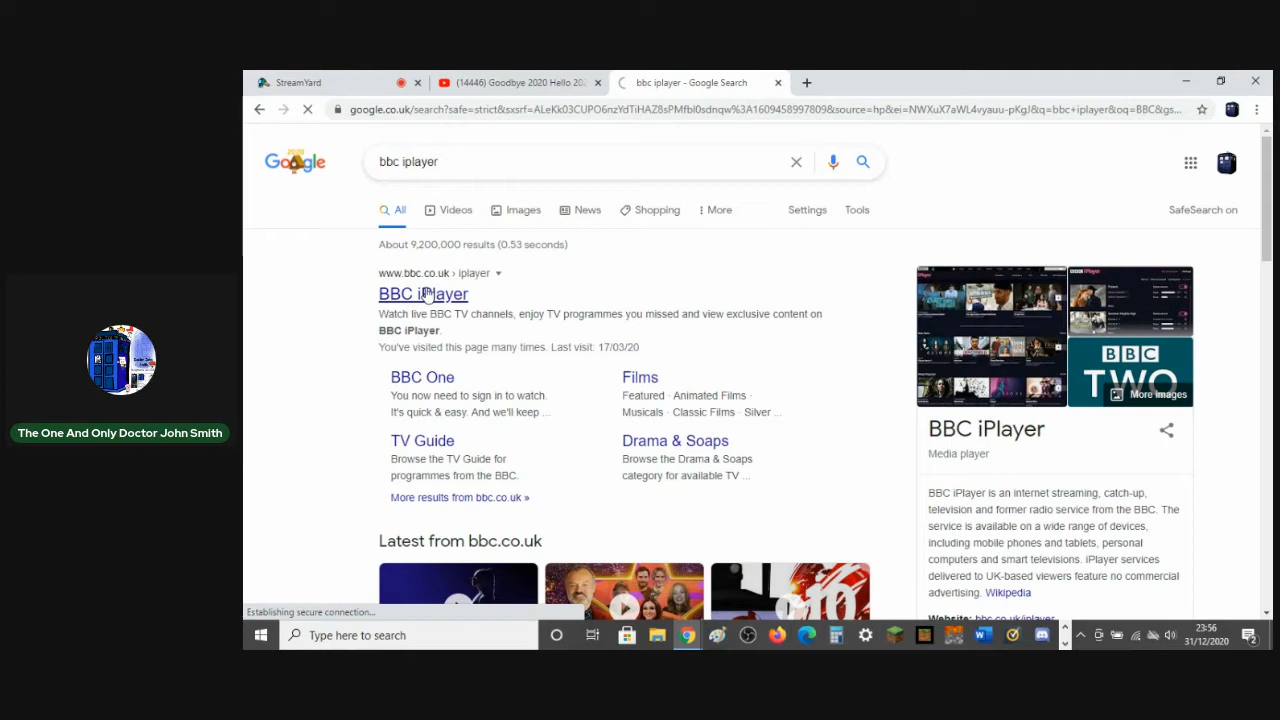 StreamYard
(14446) Goodbye 2020 Hello 202
bbc iplayer - Google Search
google.co.uk/search?safe=strict&sxsrf=ALeKk03CUPO6nzYdTiHAZ8sPMfbl0sdnqw%3A1609458997809&source=hp&ei=NWXuX7aWL4vyauu-pKgJ&q=bbc+iplayer&oq=BBC&gs...
Google
bbc iplayer
All
Videos
Images
News
Shopping
More
Settings
Tools
SafeSearch on
About 9,200,000 results (0.53 seconds)
www.bbc.co.uk › iplayer
BBC iPlayer
Watch live BBC TV channels, enjoy TV programmes you missed and view exclusive content on
BBC iPlayer.
You've visited this page many times. Last visit: 17/03/20
BBC One
You now need to sign in to watch.
It's quick & easy. And we'll keep ...
Films
Featured · Animated Films ·
Musicals · Classic Films · Silver ...
TV Guide
Browse the TV Guide for
programmes from the BBC.
Drama & Soaps
Browse the Drama & Soaps
category for available TV ...
More results from bbc.co.uk »
Latest from bbc.co.uk
BBC
TWO
More images
BBC iPlayer
Media player
BBC iPlayer is an internet streaming, catch-up,
television and former radio service from the BBC. The
service is available on a wide range of devices,
including mobile phones and tablets, personal
computers and smart televisions. iPlayer services
delivered to UK-based viewers feature no commercial
advertising. Wikipedia
Website: bbc.co.uk/iplayer
Establishing secure connection...
The One And Only Doctor John Smith
Type here to search
23:56
31/12/2020
2